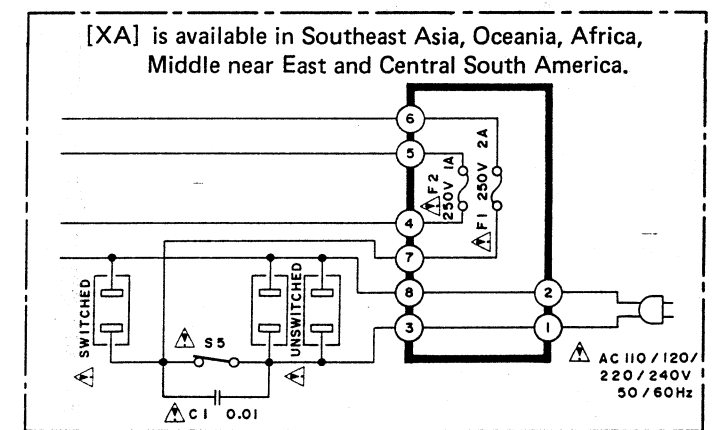 [XA] is available in Southeast Asia, Oceania, Africa,
Middle near East and Central South America.
6
5
F2
250V 1A
F1 250V 2A
4
7
8
2
3
1
SWITCHED
UNSWITCHED
S5
C1 0.01
AC 110/120/
220/240V
50/60Hz